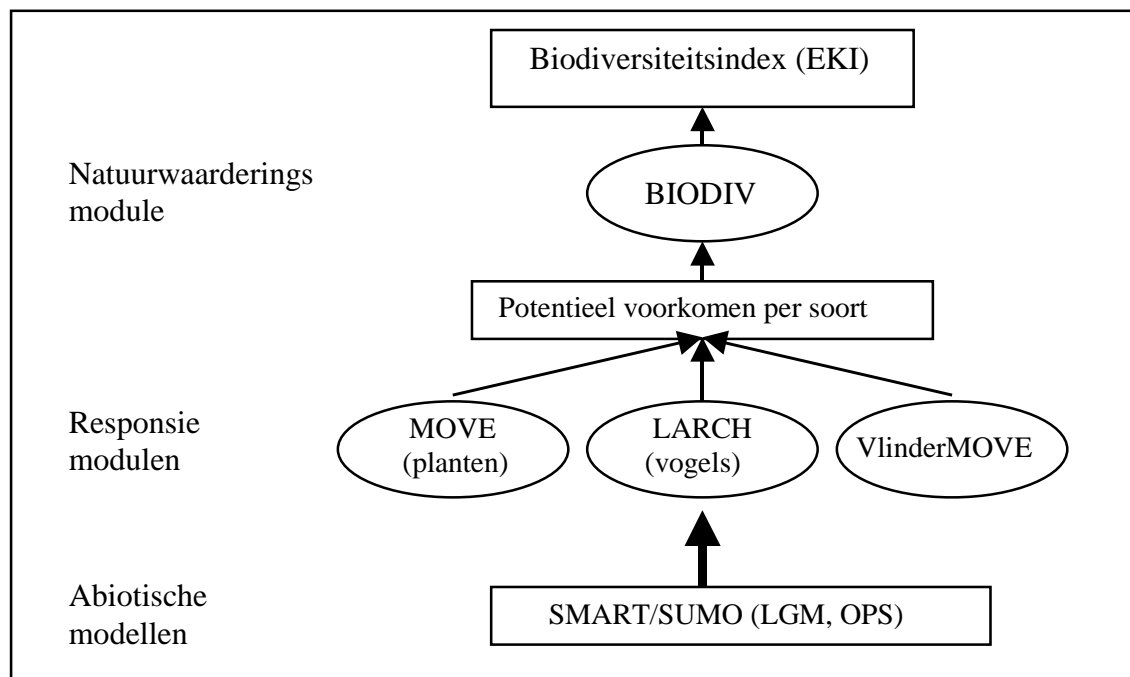 Biodiversiteitsindex (EKI)
Natuurwaarderings
module
BIODIV
Potentieel voorkomen per soort
Responsie
modulen
MOVE
(planten)
LARCH
(vogels)
VlinderMOVE
Abiotische
modellen
SMART/SUMO (LGM, OPS)